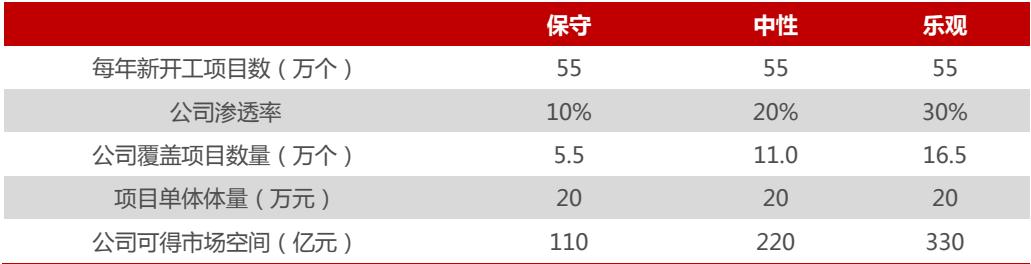 保守 中性 乐观
每年新开工项目数（万个） 55 55 55
公司渗透率 10% 20% 30%
公司覆盖项目数量（万个） 5.5 11.0 16.5
项目单体体量（万元） 20 20 20
公司可得市场空间（亿元） 110 220 330